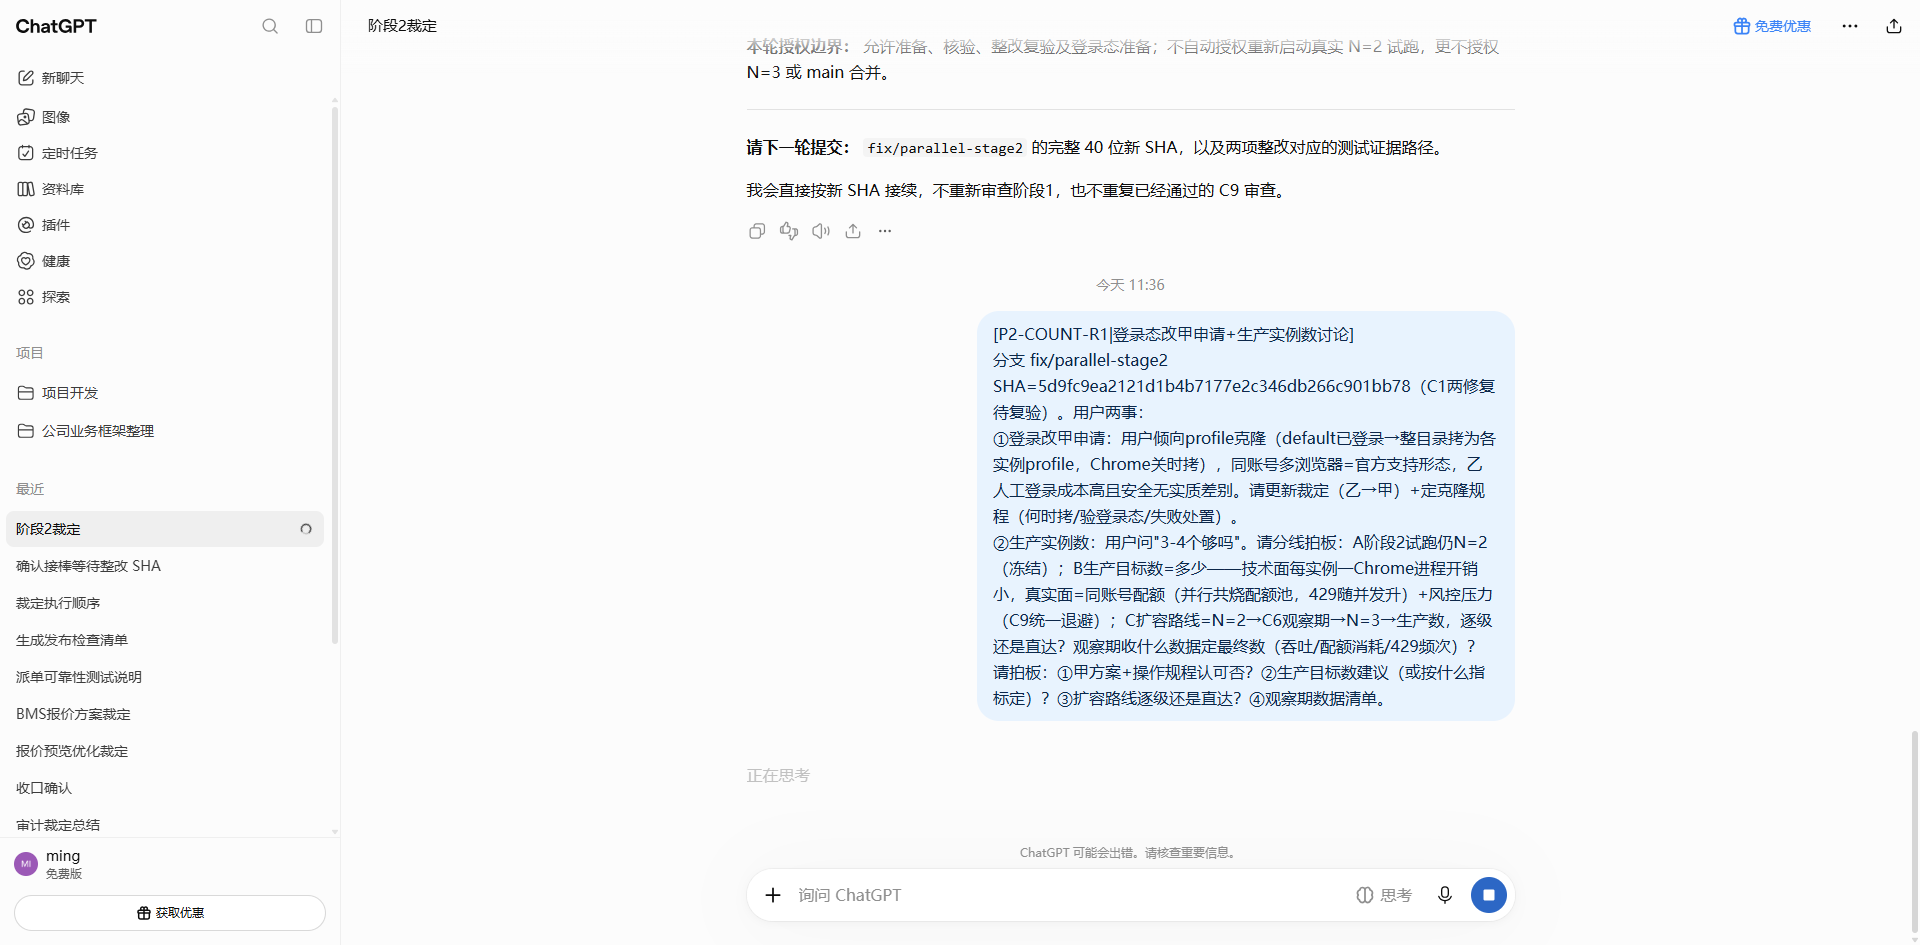 ChatGPT
新聊天
图像
定时任务
资料库
插件
健康
探索
项目
项目开发
公司业务框架整理
最近
阶段2裁定
确认接棒等待整改 SHA
裁定执行顺序
生成发布检查清单
派单可靠性测试说明
BMS报价方案裁定
报价预览优化裁定
收口确认
审计裁定总结
MI
ming
免费版
获取优惠
阶段2裁定
免费优惠
本轮授权边界： 允许准备、核验、整改复验及登录态准备；不自动授权重新启动真实 N=2 试跑，更不授权
N=3 或 main 合并。
请下一轮提交： fix/parallel-stage2 的完整 40 位新 SHA，以及两项整改对应的测试证据路径。
我会直接按新 SHA 接续，不重新审查阶段1，也不重复已经通过的 C9 审查。
今天 11:36
[P2-COUNT-R1|登录态改甲申请+生产实例数讨论]
分支 fix/parallel-stage2
SHA=5d9fc9ea2121d1b4b7177e2c346db266c901bb78（C1两修复
待复验）。用户两事：
①登录改甲申请：用户倾向profile克隆（default已登录→整目录拷为各
实例profile，Chrome关时拷），同账号多浏览器=官方支持形态，乙
人工登录成本高且安全无实质差别。请更新裁定（乙→甲）+定克隆规
程（何时拷/验登录态/失败处置）。
②生产实例数：用户问"3-4个够吗"。请分线拍板：A阶段2试跑仍N=2
（冻结）；B生产目标数=多少——技术面每实例一Chrome进程开销
小，真实面=同账号配额（并行共烧配额池，429随并发升）+风控压力
（C9统一退避）；C扩容路线=N=2→C6观察期→N=3→生产数，逐级
还是直达？观察期收什么数据定最终数（吞吐/配额消耗/429频次）？
请拍板：①甲方案+操作规程认可否？②生产目标数建议（或按什么指
标定）？③扩容路线逐级还是直达？④观察期数据清单。
正在思考
ChatGPT 可能会出错。请核查重要信息。
询问 ChatGPT
思考